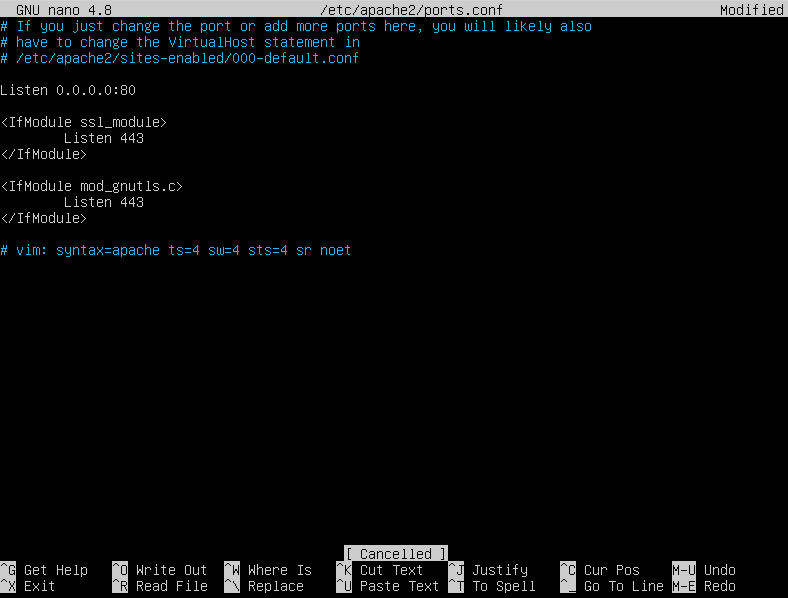 GNU nano 4.8 /etc/apache2/ports.conf Modified
# If you just change the port or add more ports here, you will likely also
# have to change the VirtualHost statement in
# /etc/apache2/sites-enabled/000-default.conf
Listen 0.0.0.0:80
<IfModule ssl_module>
Listen 443
</IfModule>
<IfModule mod_gnutls.c>
Listen 443
</IfModule>
# vim: syntax=apache ts=4 sw=4 sts=4 sr noet
[ Cancelled ]
^G Get Help ^O Write Out ^W Where Is ^K Cut Text ^J Justify ^C Cur Pos M-U Undo
^X Exit ^R Read File ^\ Replace ^U Paste Text ^T To Spell ^_ Go To Line M-E Redo